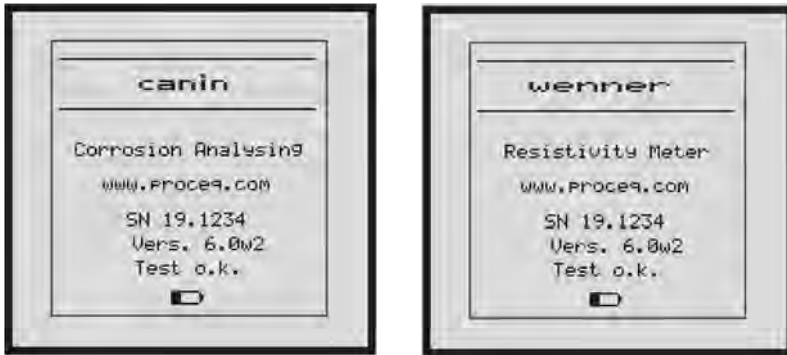 canin
Corrosion Analysing
www.proceq.com
SN 19.1234
Vers. 6.0w2
Test o.k.
wenner
Resistivity Meter
www.proceq.com
SN 19.1234
Vers. 6.0w2
Test o.k.